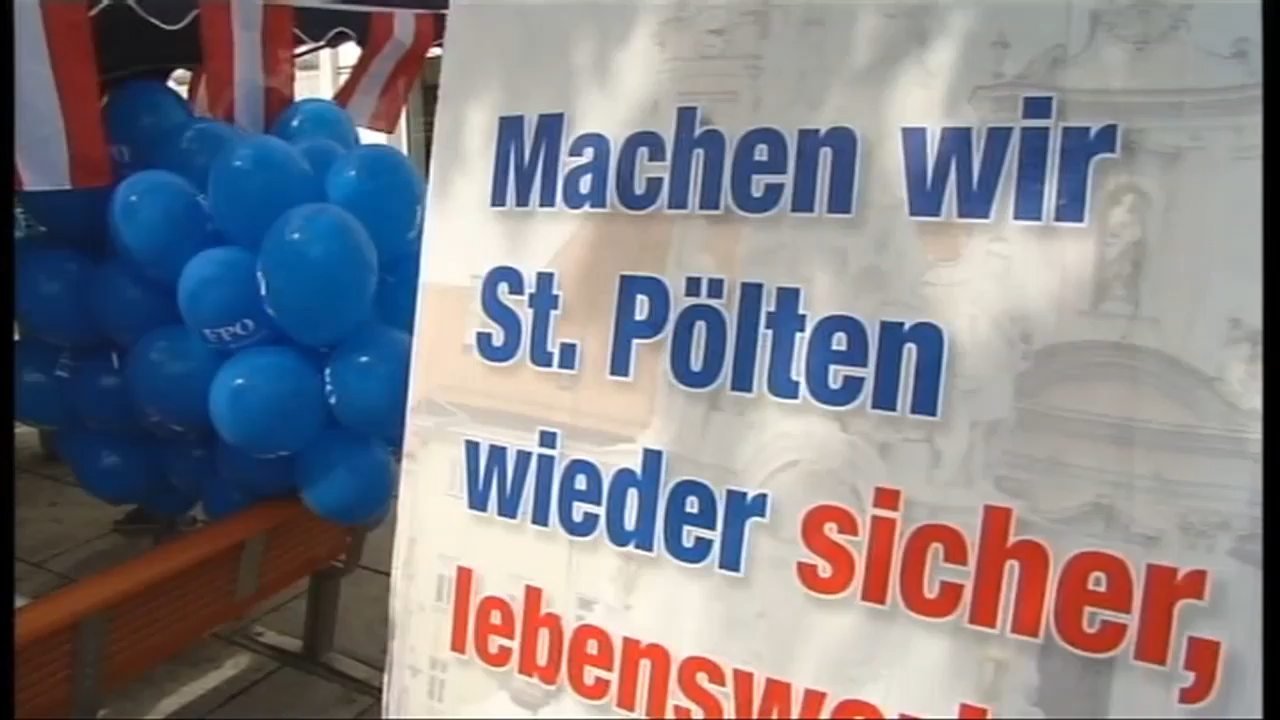 Machen wir
St. Pölten
wieder sicher,
FPÖ